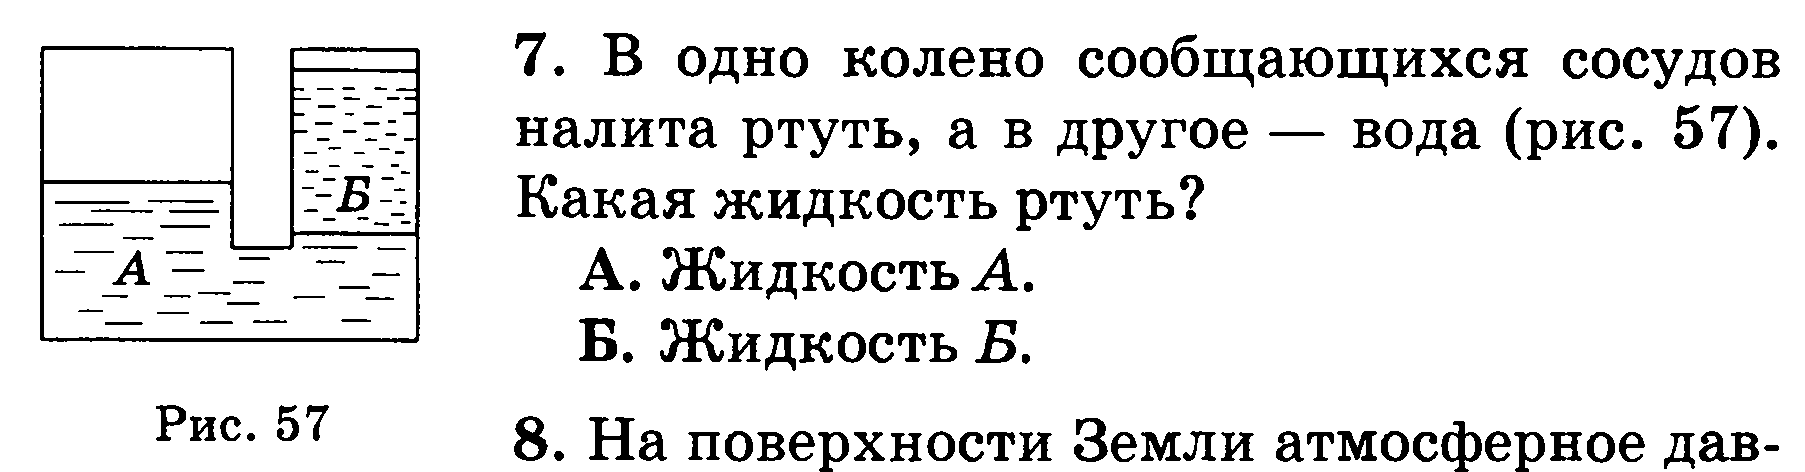 7. В одно колено сообщающихся сосудов
налита ртуть, а в другое — вода (рис. 57).
Какая жидкость ртуть?
А. Жидкость А.
Б. Жидкость Б.
А
Б
Рис. 57
8. На поверхности Земли атмосферное дав-